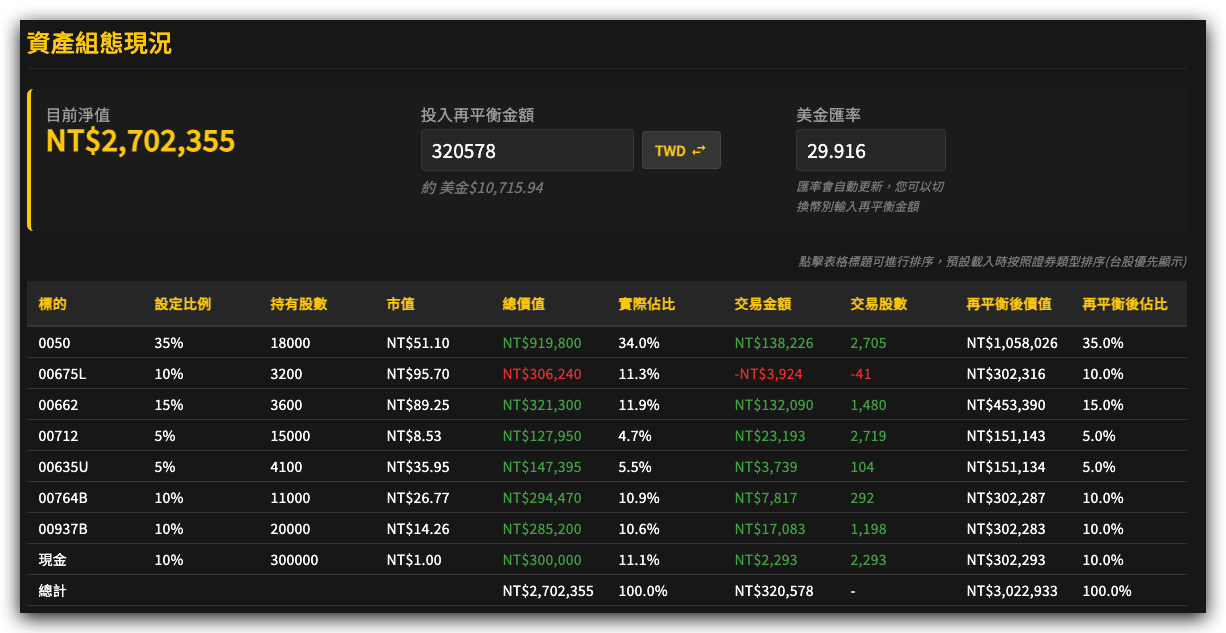 資產組態現況
目前淨值
NT$2,702,355
投入再平衡金額
320578
TWD
約 美金$10,715.94
美金匯率
29.916
匯率會自動更新，您可以切
換幣別輸入再平衡金額
點擊表格標題可進行排序，預設載入時按照證券類型排序(台股優先顯示)
標的 設定比例 持有股數 市值 總價值 實際佔比 交易金額 交易股數 再平衡後價值 再平衡後佔比
0050 35% 18000 NT$51.10 NT$919,800 34.0% NT$138,226 2,705 NT$1,058,026 35.0%
00675L 10% 3200 NT$95.70 NT$306,240 11.3% -NT$3,924 -41 NT$302,316 10.0%
00662 15% 3600 NT$89.25 NT$321,300 11.9% NT$132,090 1,480 NT$453,390 15.0%
00712 5% 15000 NT$8.53 NT$127,950 4.7% NT$23,193 2,719 NT$151,143 5.0%
00635U 5% 4100 NT$35.95 NT$147,395 5.5% NT$3,739 104 NT$151,134 5.0%
00764B 10% 11000 NT$26.77 NT$294,470 10.9% NT$7,817 292 NT$302,287 10.0%
00937B 10% 20000 NT$14.26 NT$285,200 10.6% NT$17,083 1,198 NT$302,283 10.0%
現金 10% 300000 NT$1.00 NT$300,000 11.1% NT$2,293 2,293 NT$302,293 10.0%
總計 NT$2,702,355 100.0% NT$320,578 - NT$3,022,933 100.0%